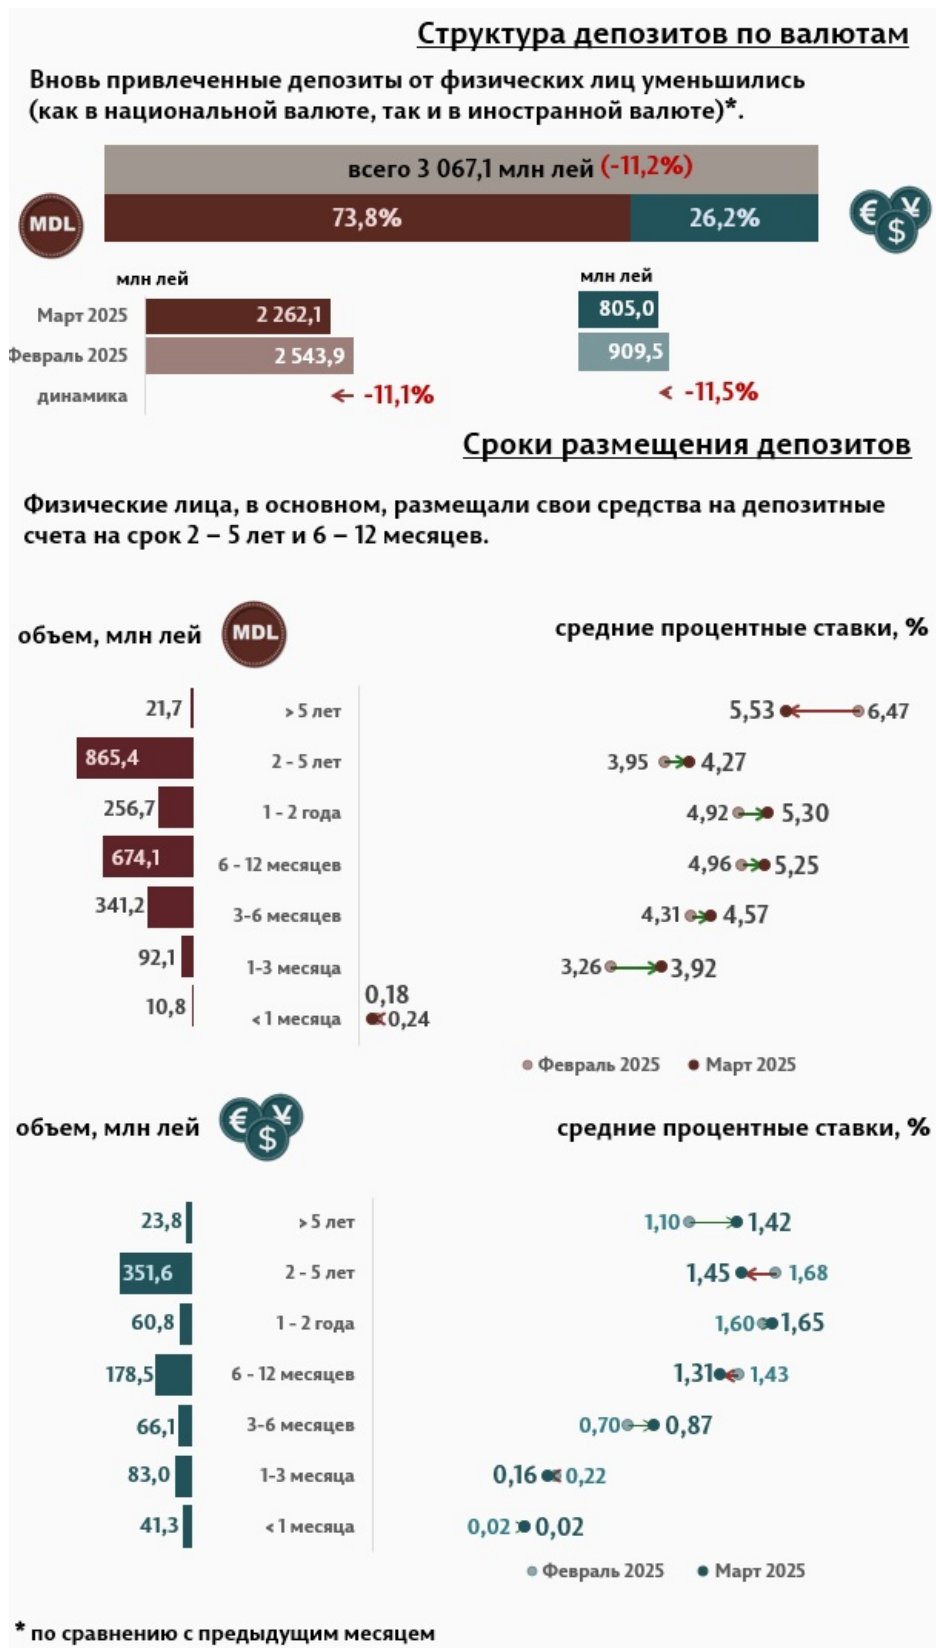 Структура депозитов по валютам
Вновь привлеченные депозиты от физических лиц уменьшились
(как в национальной валюте, так и в иностранной валюте)*.
всего 3 067,1 млн лей (-11,2%)
MDL 73,8% 26,2% € ¥ $
млн лей млн лей
Март 2025 2 262,1 805,0
Февраль 2025 2 543,9 909,5
динамика -11,1% -11,5%
Сроки размещения депозитов
Физические лица, в основном, размещали свои средства на депозитные
счета на срок 2 – 5 лет и 6 – 12 месяцев.
объем, млн лей MDL средние процентные ставки, %
21,7 > 5 лет 5,53 6,47
865,4 2 - 5 лет 3,95 4,27
256,7 1 - 2 года 4,92 5,30
674,1 6 - 12 месяцев 4,96 5,25
341,2 3-6 месяцев 4,31 4,57
92,1 1-3 месяца 3,26 3,92
0,18
10,8 < 1 месяца 0,24
Февраль 2025 Март 2025
объем, млн лей € ¥ $ средние процентные ставки, %
23,8 > 5 лет 1,10 1,42
351,6 2 - 5 лет 1,45 1,68
60,8 1 - 2 года 1,60 1,65
178,5 6 - 12 месяцев 1,31 1,43
66,1 3-6 месяцев 0,70 0,87
83,0 1-3 месяца 0,16 0,22
41,3 < 1 месяца 0,02 0,02
Февраль 2025 Март 2025
* по сравнению с предыдущим месяцем